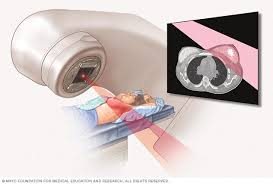 © MAYO FOUNDATION FOR MEDICAL EDUCATION AND RESEARCH. ALL RIGHTS RESERVED.